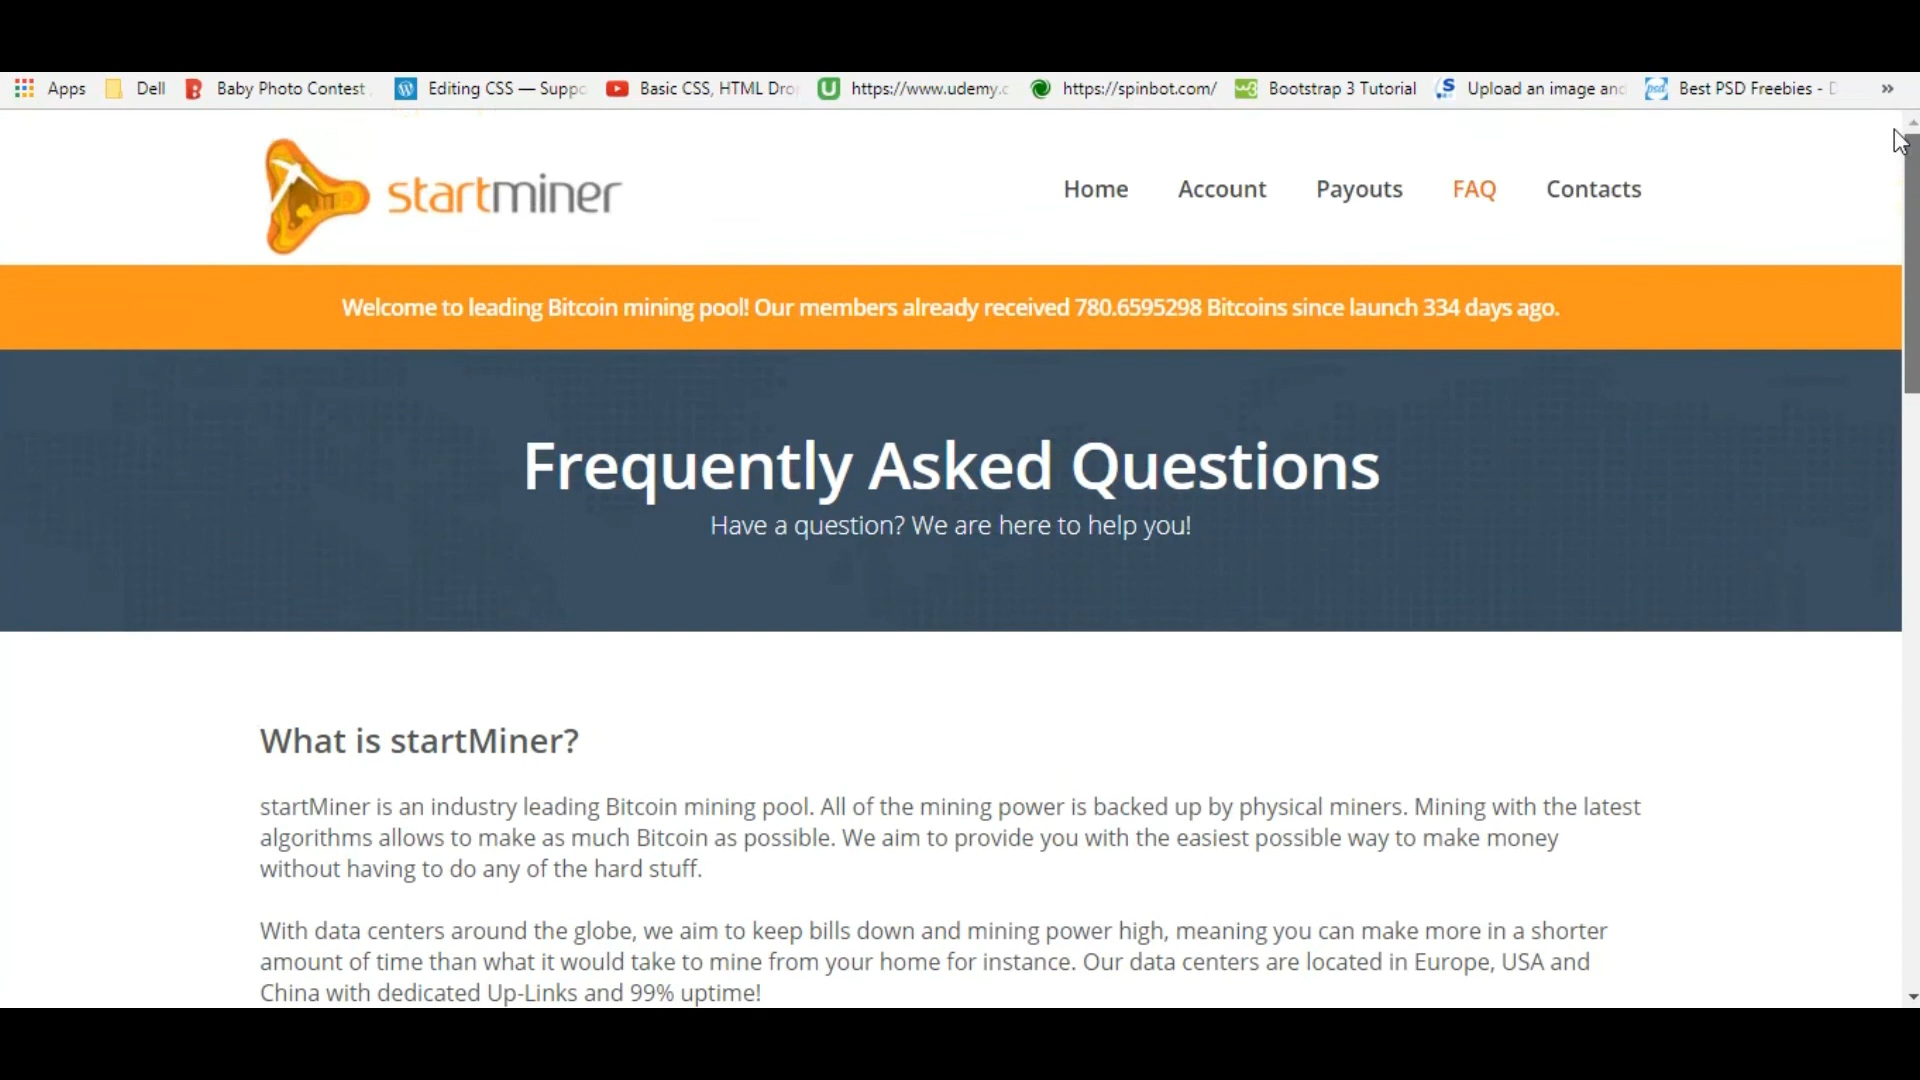 Apps Dell Baby Photo Contest Editing CSS — Suppo Basic CSS, HTML Dro https://www.udemy.c https://spinbot.com/ Bootstrap 3 Tutorial Upload an image and Best PSD Freebies - D »
startminer
Home Account Payouts FAQ Contacts
Welcome to leading Bitcoin mining pool! Our members already received 780.6595298 Bitcoins since launch 334 days ago.
Frequently Asked Questions
Have a question? We are here to help you!
What is startMiner?
startMiner is an industry leading Bitcoin mining pool. All of the mining power is backed up by physical miners. Mining with the latest
algorithms allows to make as much Bitcoin as possible. We aim to provide you with the easiest possible way to make money
without having to do any of the hard stuff.
With data centers around the globe, we aim to keep bills down and mining power high, meaning you can make more in a shorter
amount of time than what it would take to mine from your home for instance. Our data centers are located in Europe, USA and
China with dedicated Up-Links and 99% uptime!